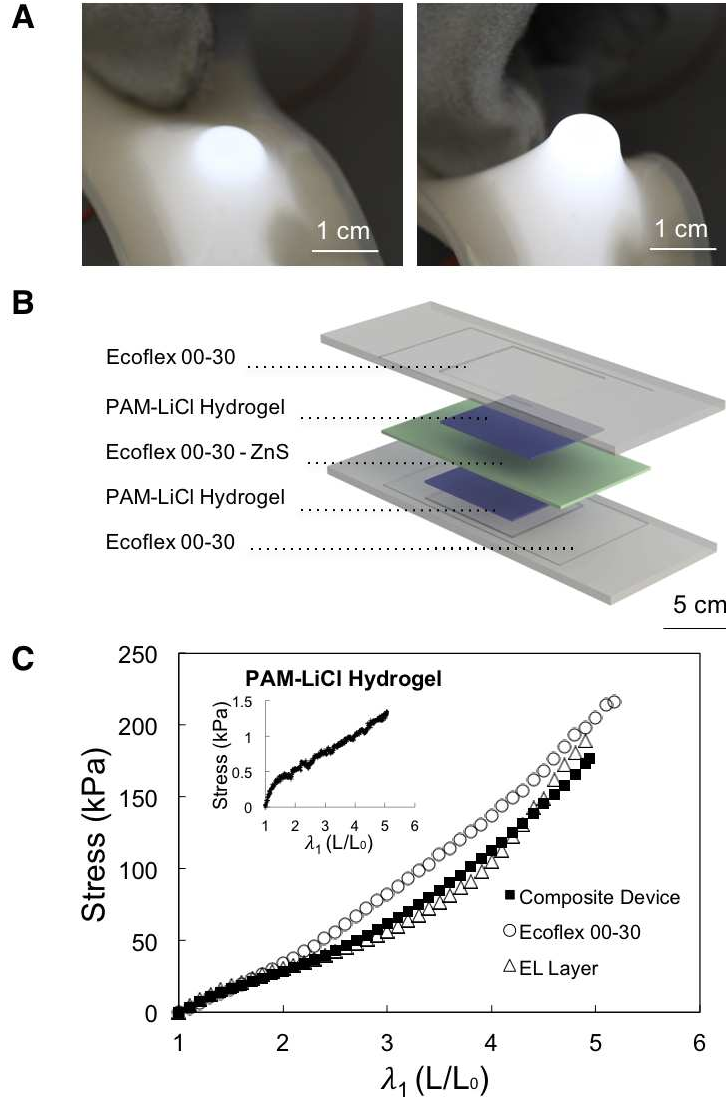 A
1 cm
1 cm
B
Ecoflex 00-30
PAM-LiCl Hydrogel
Ecoflex 00-30 - ZnS
PAM-LiCl Hydrogel
Ecoflex 00-30
5 cm
C
250
200
150
100
50
0
Stress (kPa)
PAM-LiCl Hydrogel
1.5
1
0.5
0
Stress (kPa)
1 2 3 4 5 6
λ₁ (L/L₀)
Composite Device
Ecoflex 00-30
EL Layer
1 2 3 4 5 6
λ₁ (L/L₀)